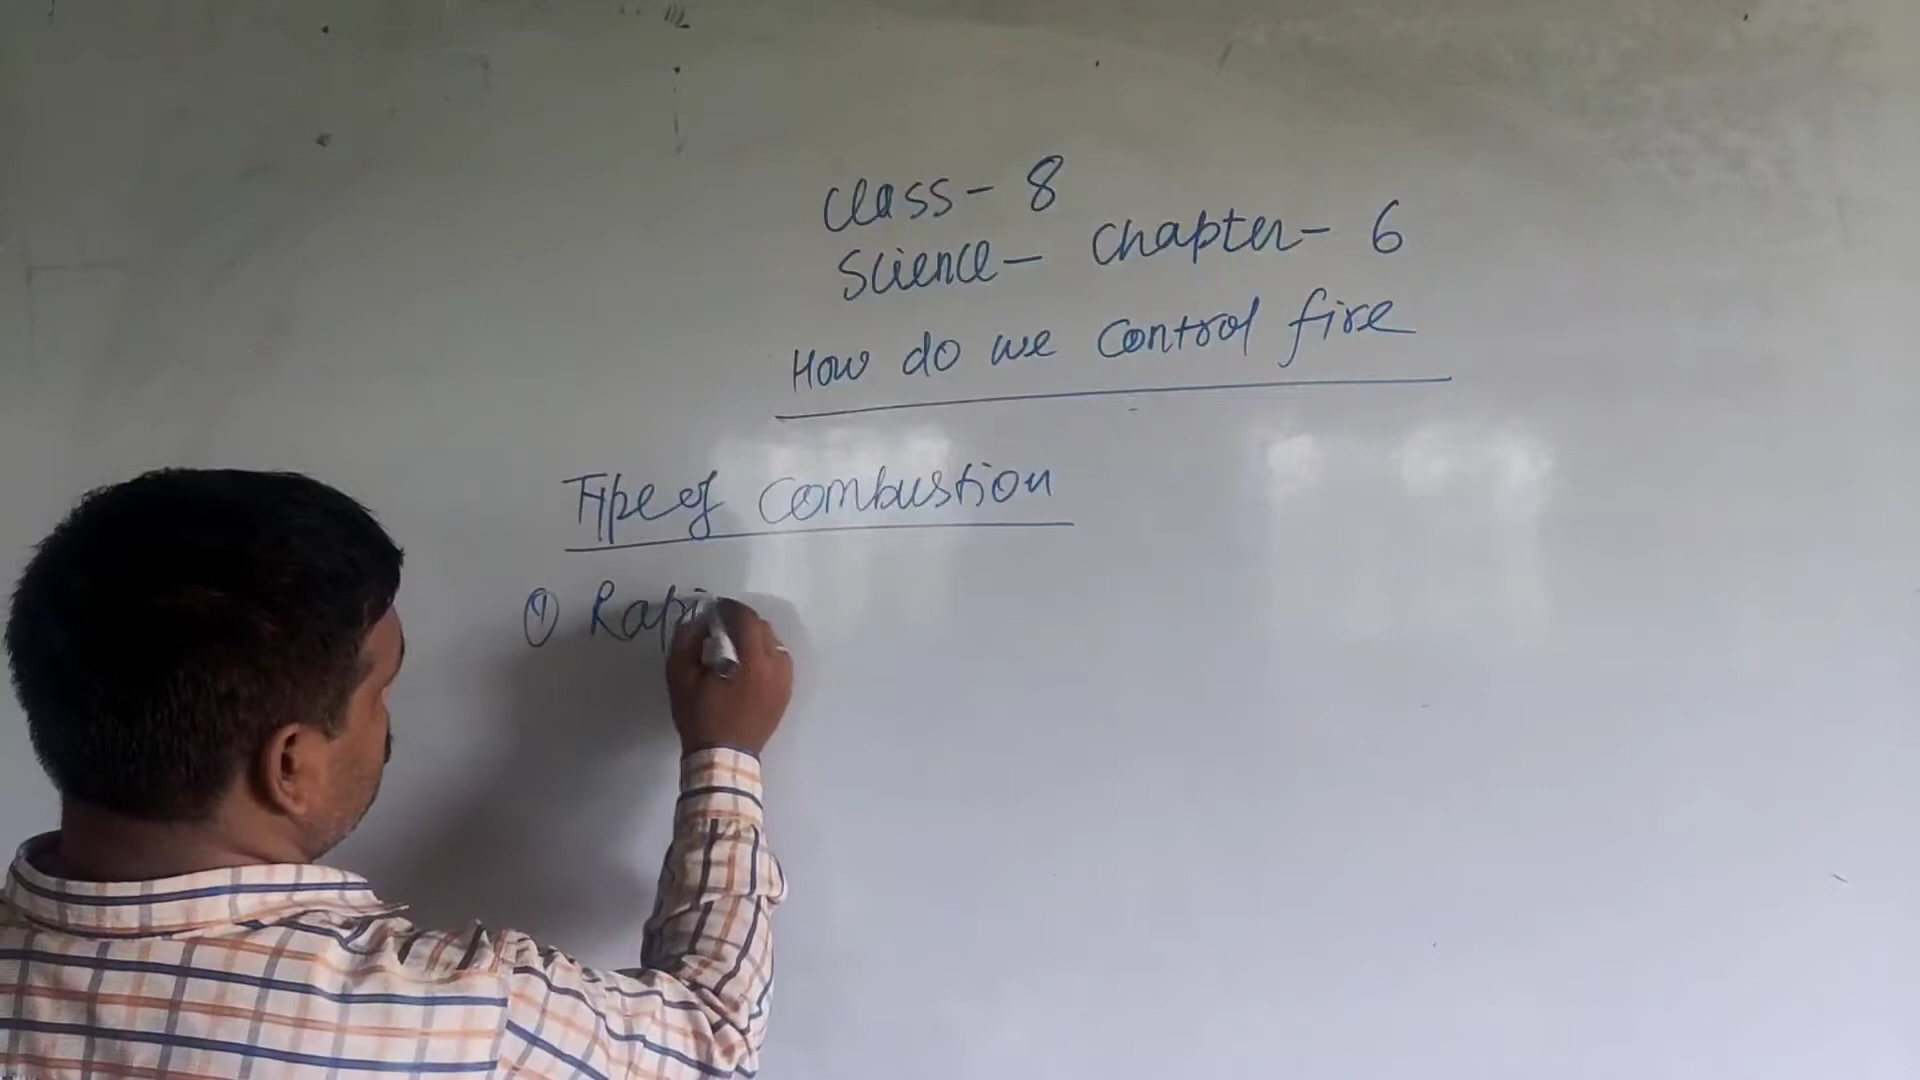 Class - 8
Science - Chapter - 6
How do we control fire
Type of Combustion
① Rapi